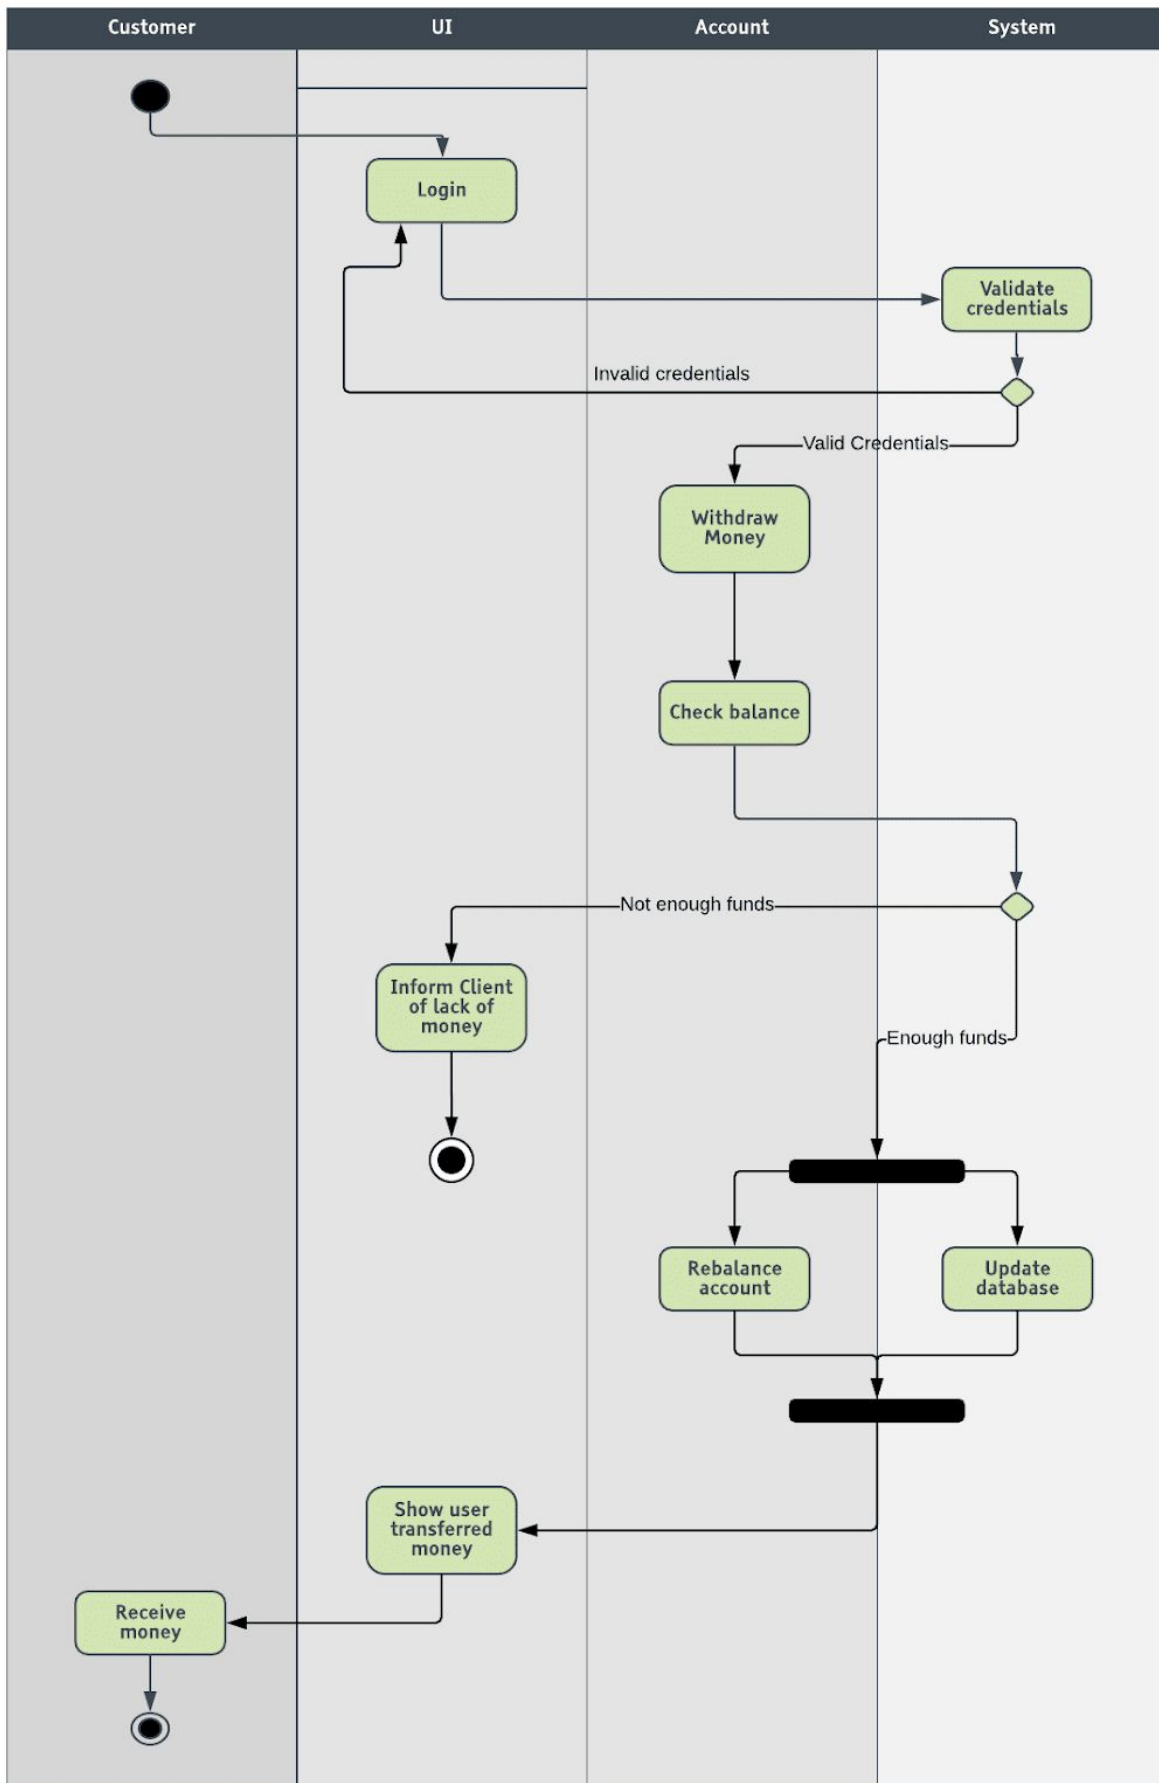 Customer
UI
Account
System
Login
Validate
credentials
Invalid credentials
Valid Credentials
Withdraw
Money
Check balance
Not enough funds
Inform Client
of lack of
money
Enough funds
Rebalance
account
Update
database
Show user
transferred
money
Receive
money